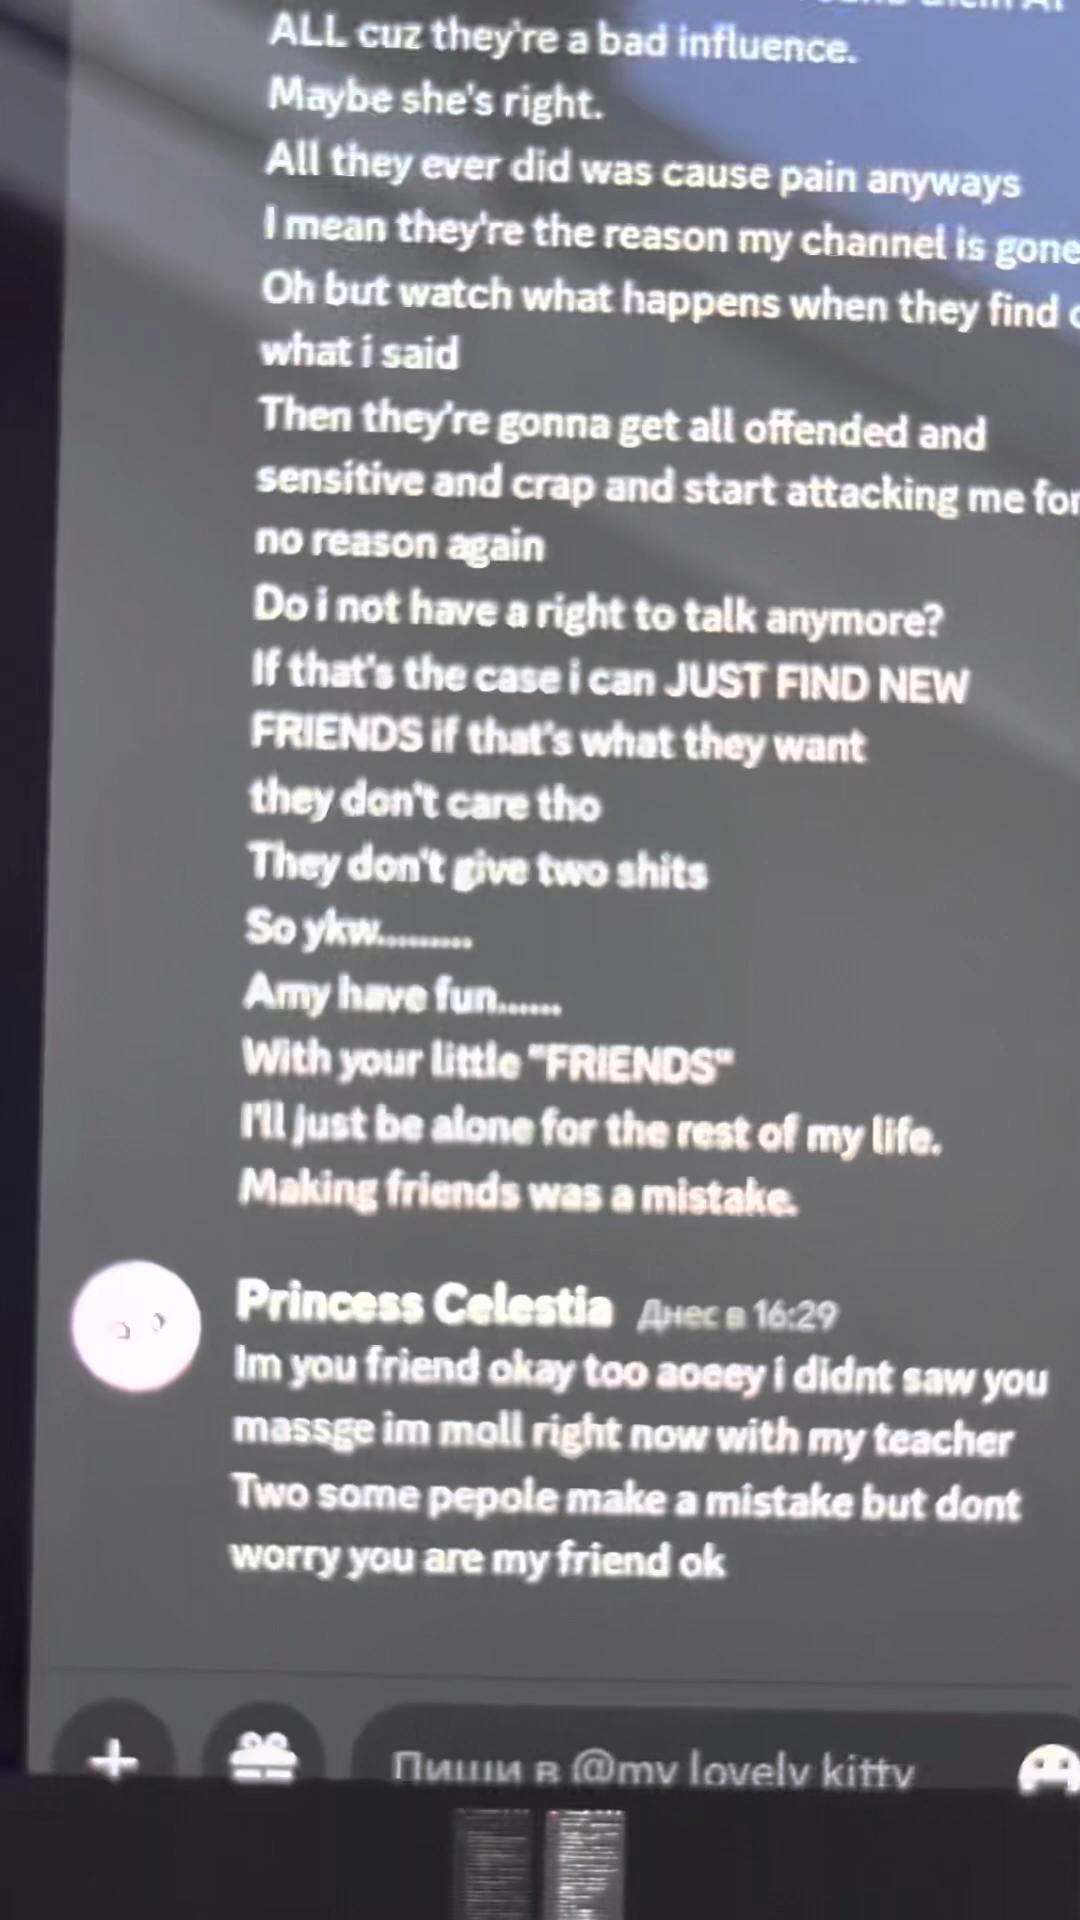 ALL cuz they're a bad influence.
Maybe she's right.
All they ever did was cause pain anyways
I mean they're the reason my channel is gone
Oh but watch what happens when they find
what i said
Then they're gonna get all offended and
sensitive and crap and start attacking me for
no reason again
Do i not have a right to talk anymore?
If that's the case i can JUST FIND NEW
FRIENDS if that's what they want
they don't care tho
They don't give two shits
So ykw.........
Amy have fun......
With your little "FRIENDS"
I'll just be alone for the rest of my life.
Making friends was a mistake.
Princess Celestia Днес в 16:29
Im you friend okay too aoeey i didnt saw you
massge im moll right now with my teacher
Two some pepole make a mistake but dont
worry you are my friend ok
Пиши в @my lovely kitty